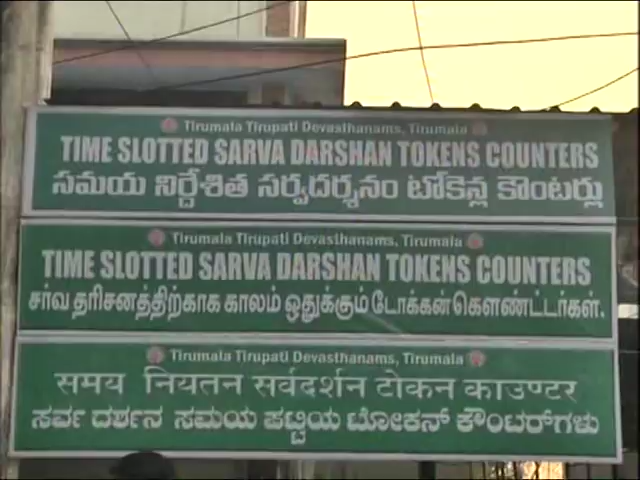 Tirumala Tirupati Devasthanams, Tirumala
TIME SLOTTED SARVA DARSHAN TOKENS COUNTERS
సమయ నిర్దేశిత సర్వదర్శనం టోకెన్ల కౌంటర్లు
Tirumala Tirupati Devasthanams, Tirumala
TIME SLOTTED SARVA DARSHAN TOKENS COUNTERS
சர்வ தரிசனத்திற்காக காலம் ஒதுக்கும் டோக்கன் கௌண்ட்டர்கள்.
Tirumala Tirupati Devasthanams, Tirumala
समय नियतन सर्वदर्शन टोकन काउण्टर
ಸರ್ವ ದರ್ಶನ ಸಮಯ ಪಟ್ಟಿಯ ಟೋಕನ್ ಕೌಂಟರ್‌ಗಳು